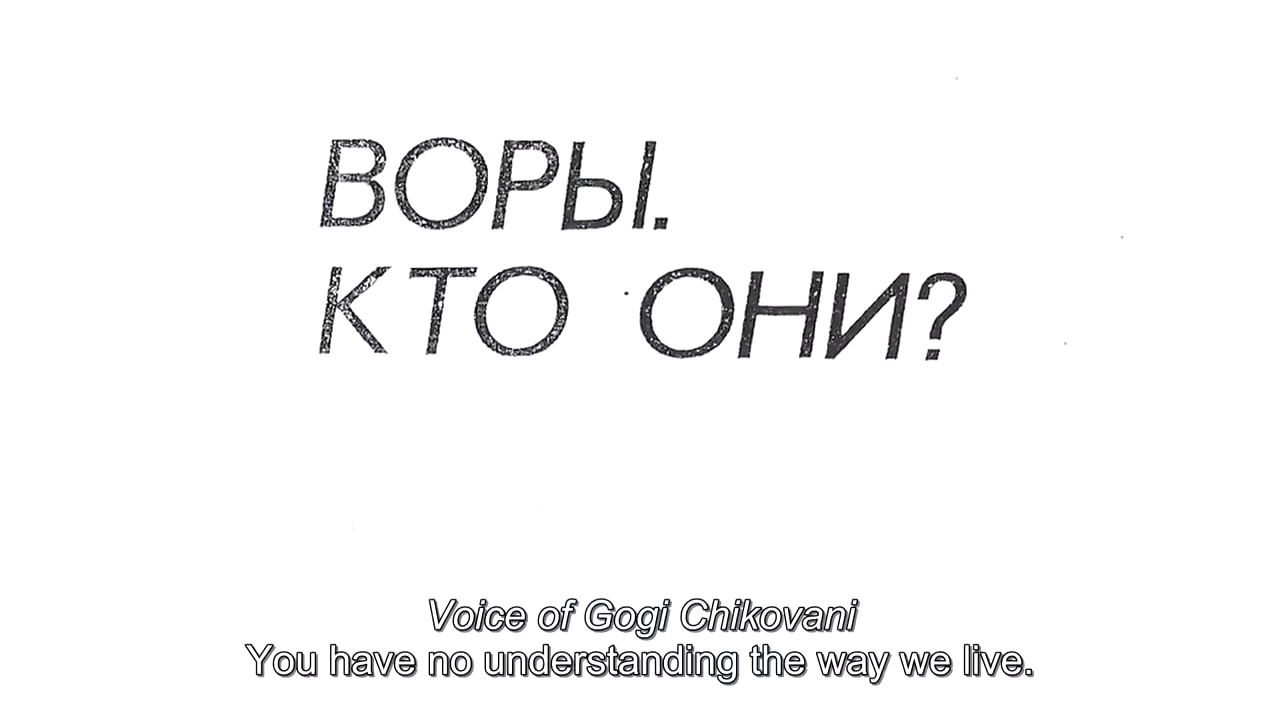 ВОРЫ.
КТО ОНИ?
Voice of Gogi Chikovani
You have no understanding the way we live.